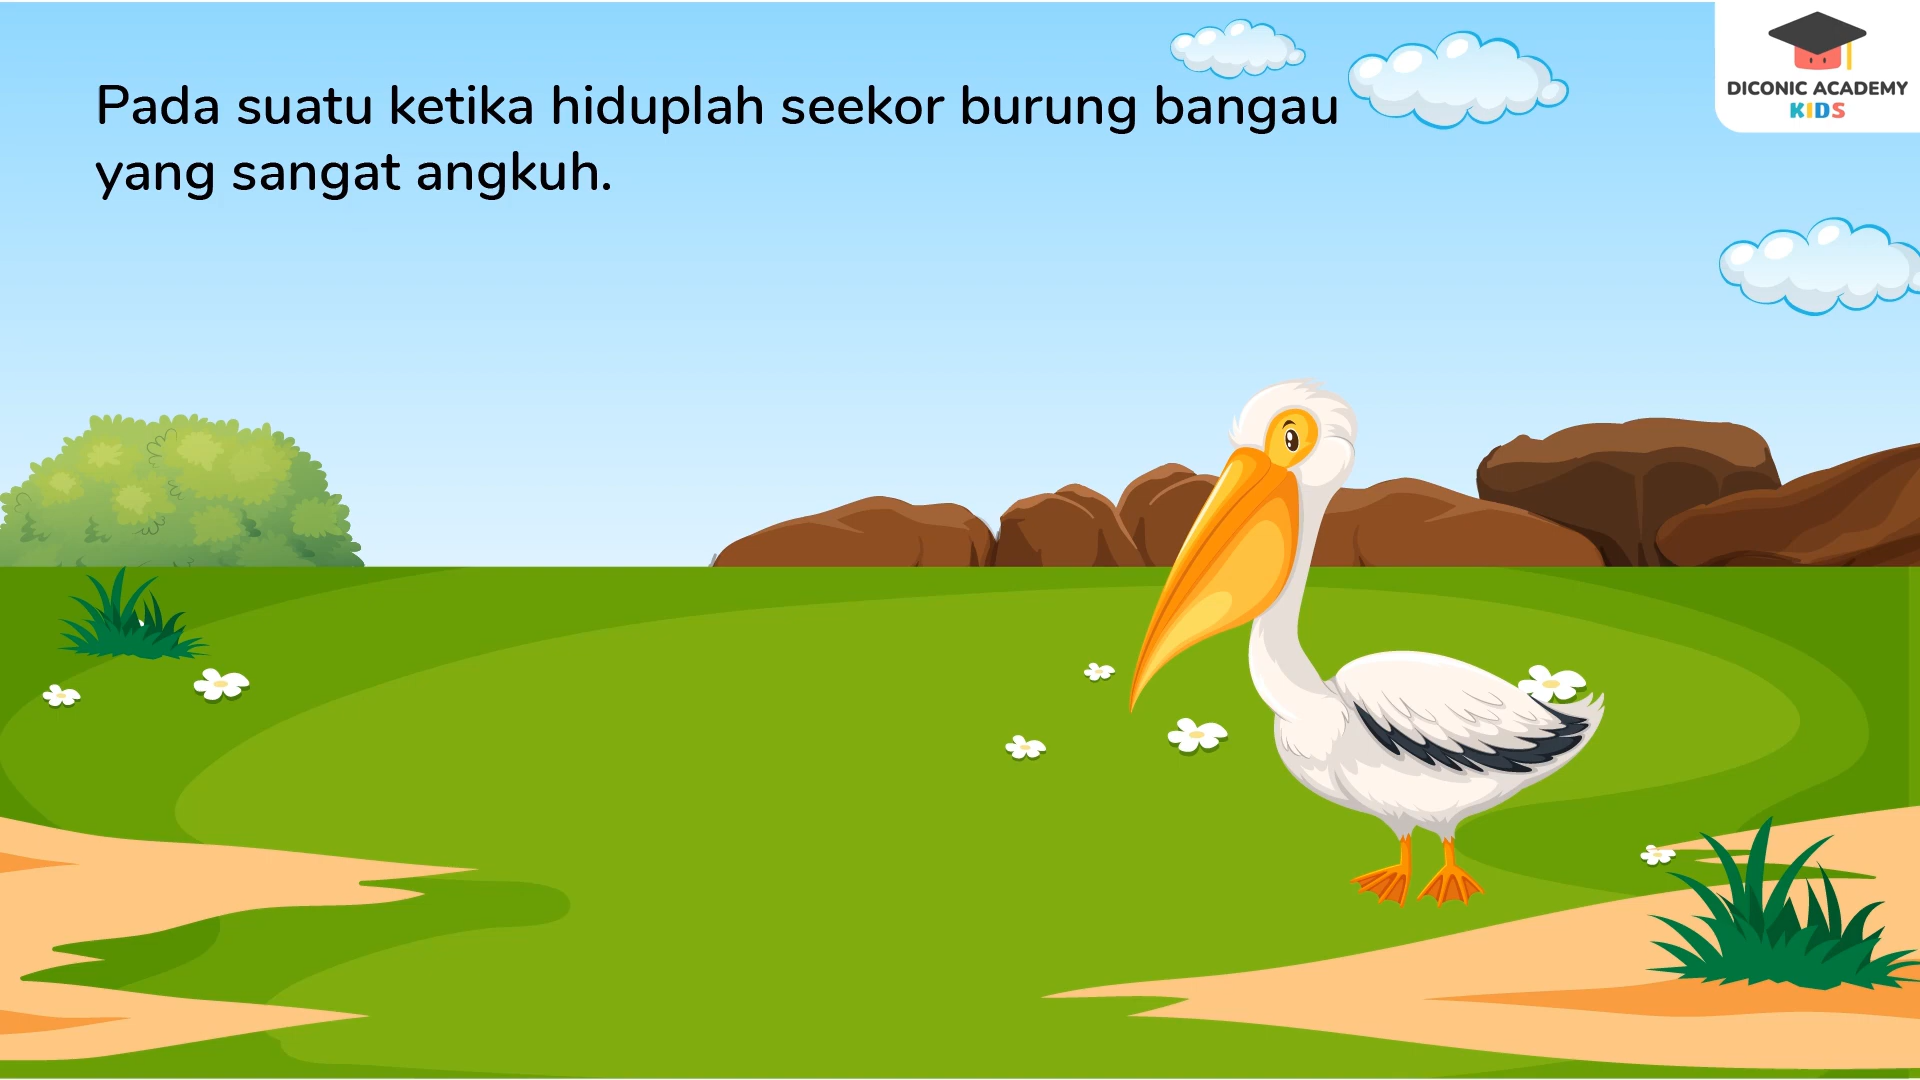 Pada suatu ketika hiduplah seekor burung bangau
yang sangat angkuh.
DICONIC ACADEMY
KIDS